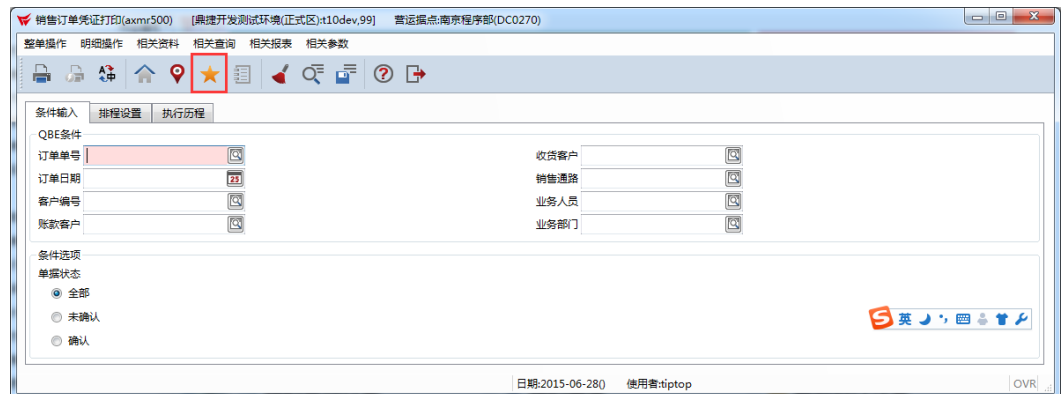 销售订单凭证打印(axmr500) [鼎捷开发测试环境(正式区):t10dev,99] 营运据点:南京程序部(DC0270)
整单操作 明细操作 相关资料 相关查询 相关报表 相关参数
条件输入 排程设置 执行历程
QBE条件
订单单号 收货客户
订单日期 25 销售通路
客户编号 业务人员
账款客户 业务部门
条件选项
单据状态
全部
未确认
英
确认
日期:2015-06-28() 使用者:tiptop OVR